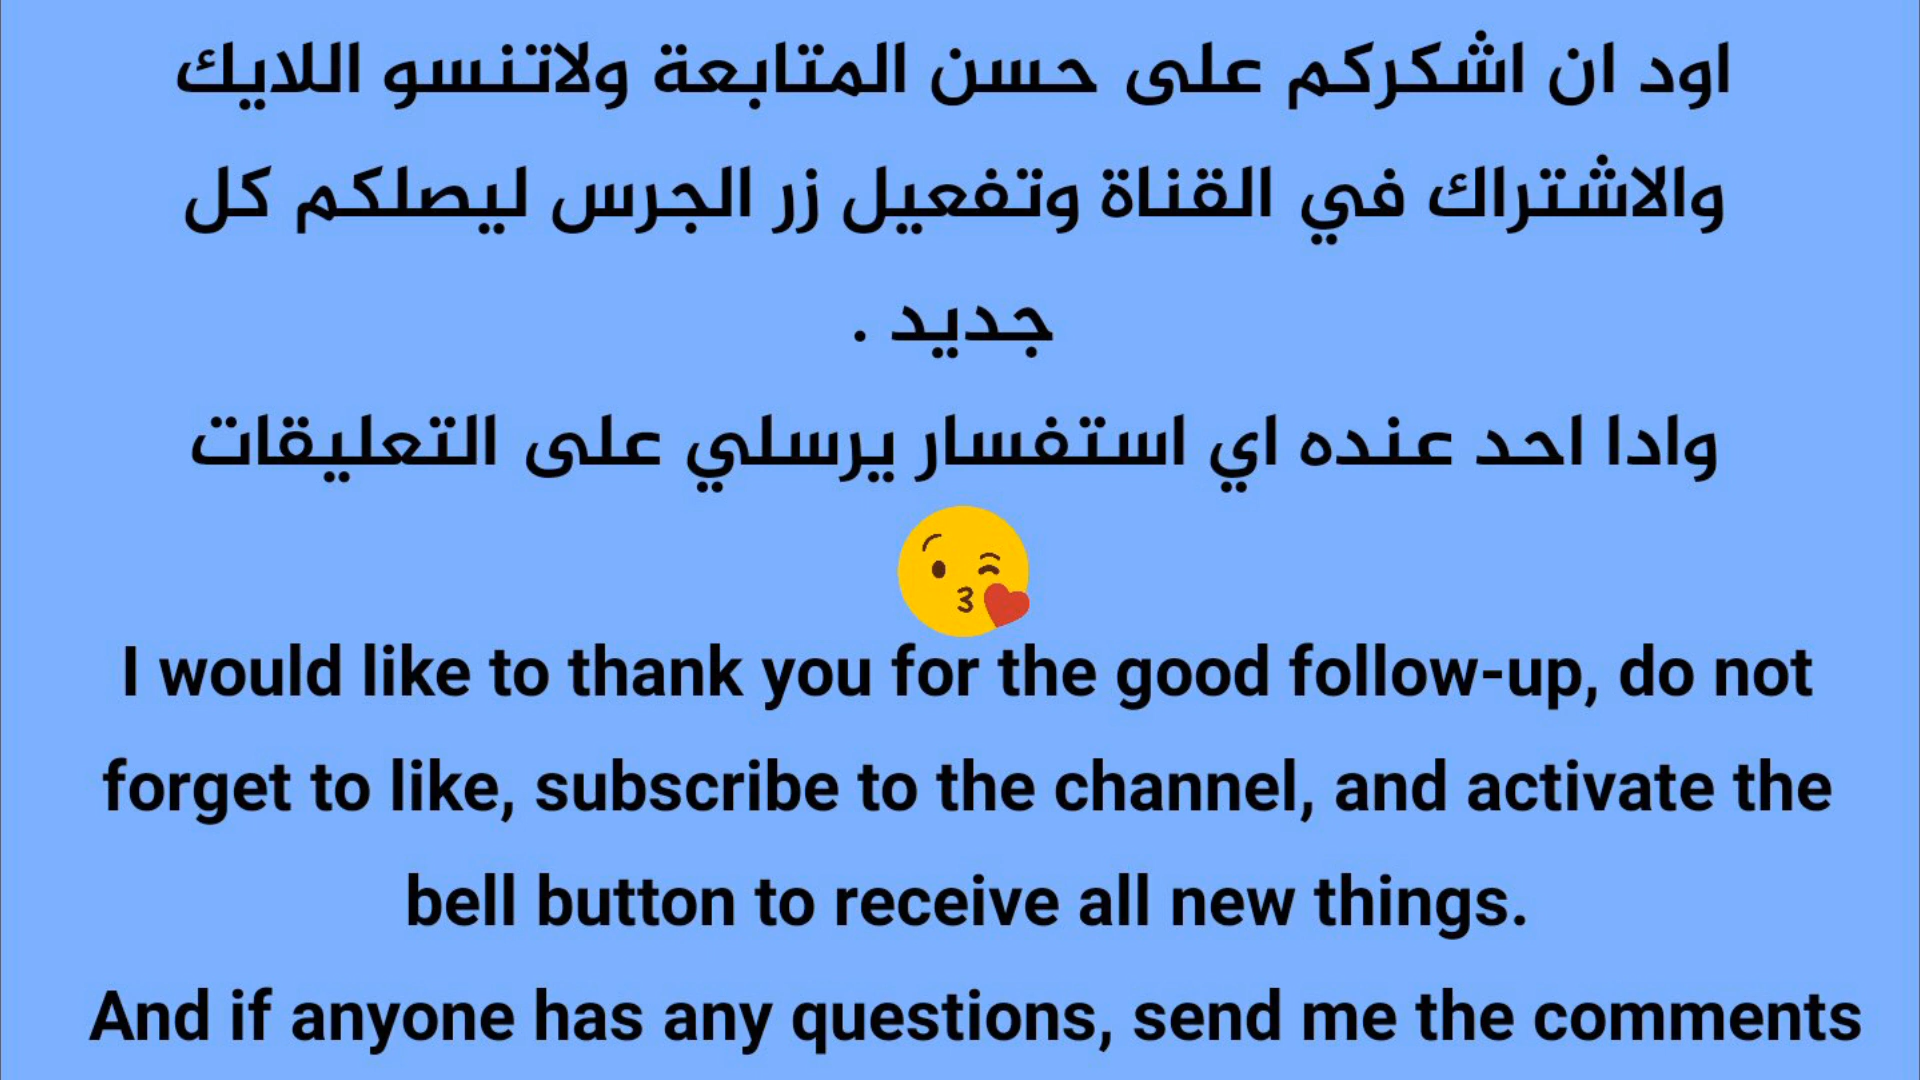 اود ان اشكركم على حسن المتابعة ولاتنسو اللايك
والاشتراك في القناة وتفعيل زر الجرس ليصلكم كل
جديد .
وادا احد عنده اي استفسار يرسلي على التعليقات
I would like to thank you for the good follow-up, do not
forget to like, subscribe to the channel, and activate the
bell button to receive all new things.
And if anyone has any questions, send me the comments